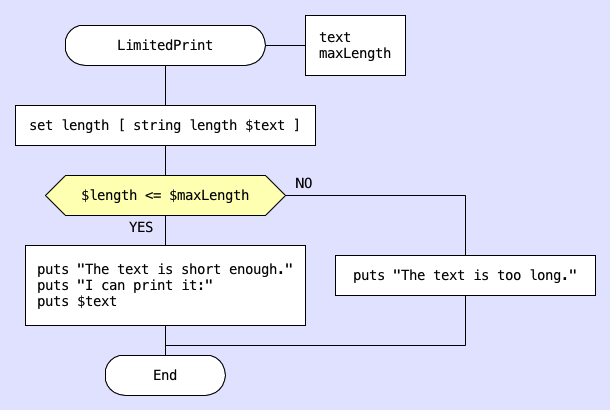 LimitedPrint
text
maxLength
set length [ string length $text ]
$length <= $maxLength
NO
YES
puts "The text is short enough."
puts "I can print it:"
puts $text
puts "The text is too long."
End